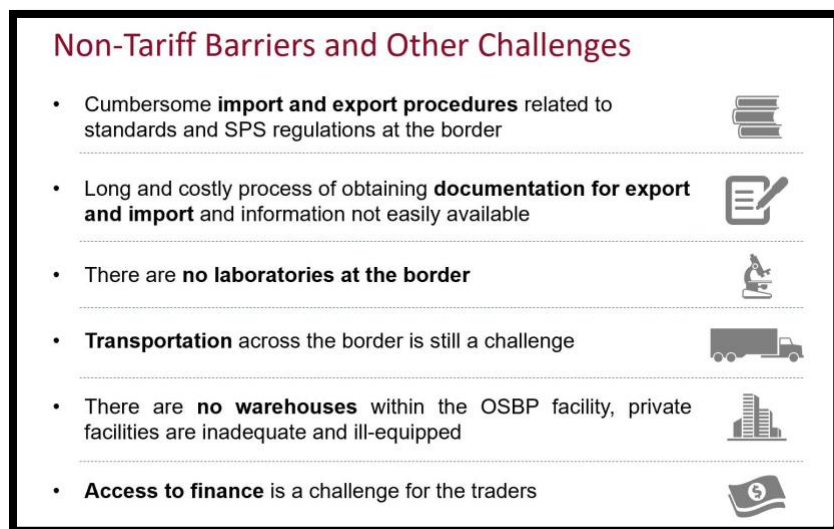 Non-Tariff Barriers and Other Challenges
• Cumbersome import and export procedures related to
standards and SPS regulations at the border
• Long and costly process of obtaining documentation for export
and import and information not easily available
• There are no laboratories at the border
• Transportation across the border is still a challenge
• There are no warehouses within the OSBP facility, private
facilities are inadequate and ill-equipped
• Access to finance is a challenge for the traders